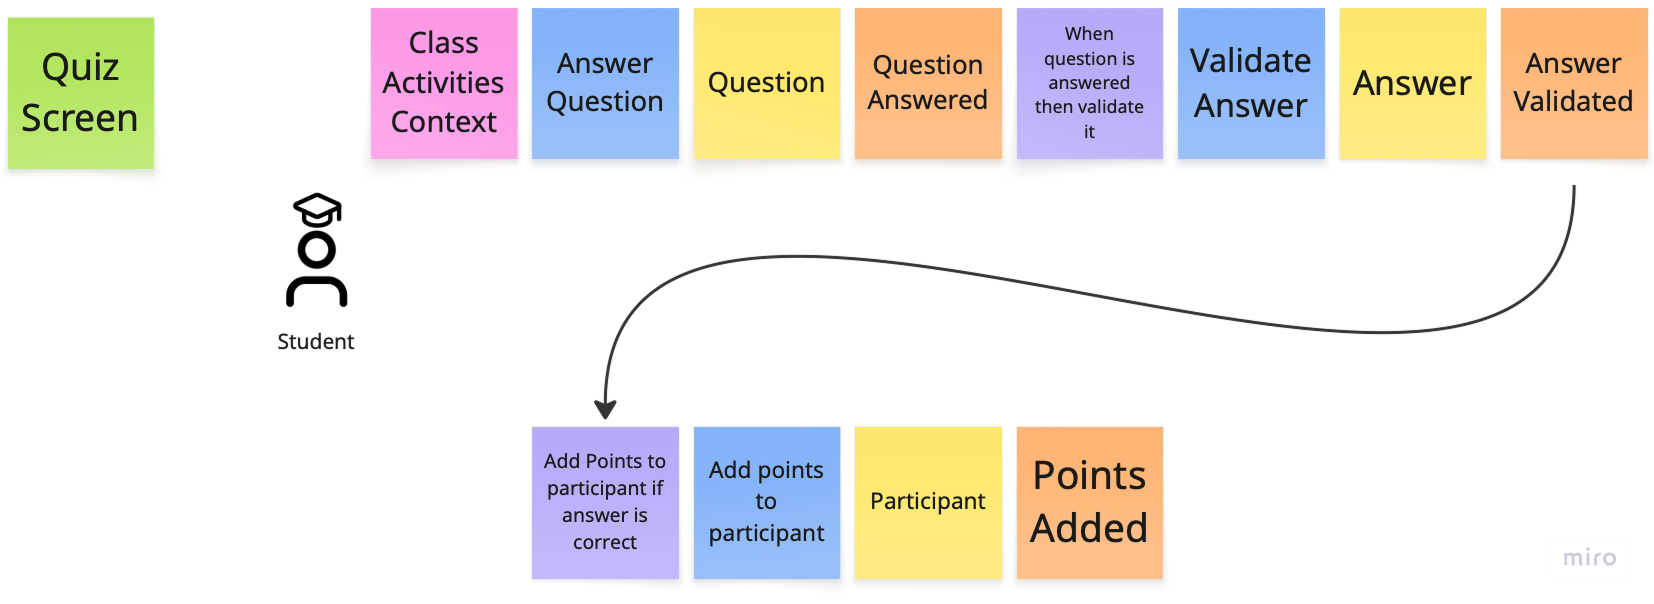 Quiz
Screen
Class
Activities
Context
Answer
Question
Question
Question
Answered
When
question is
answered
then validate
it
Validate
Answer
Answer
Answer
Validated
Student
Add Points to
participant if
answer is
correct
Add points
to
participant
Participant
Points
Added
miro